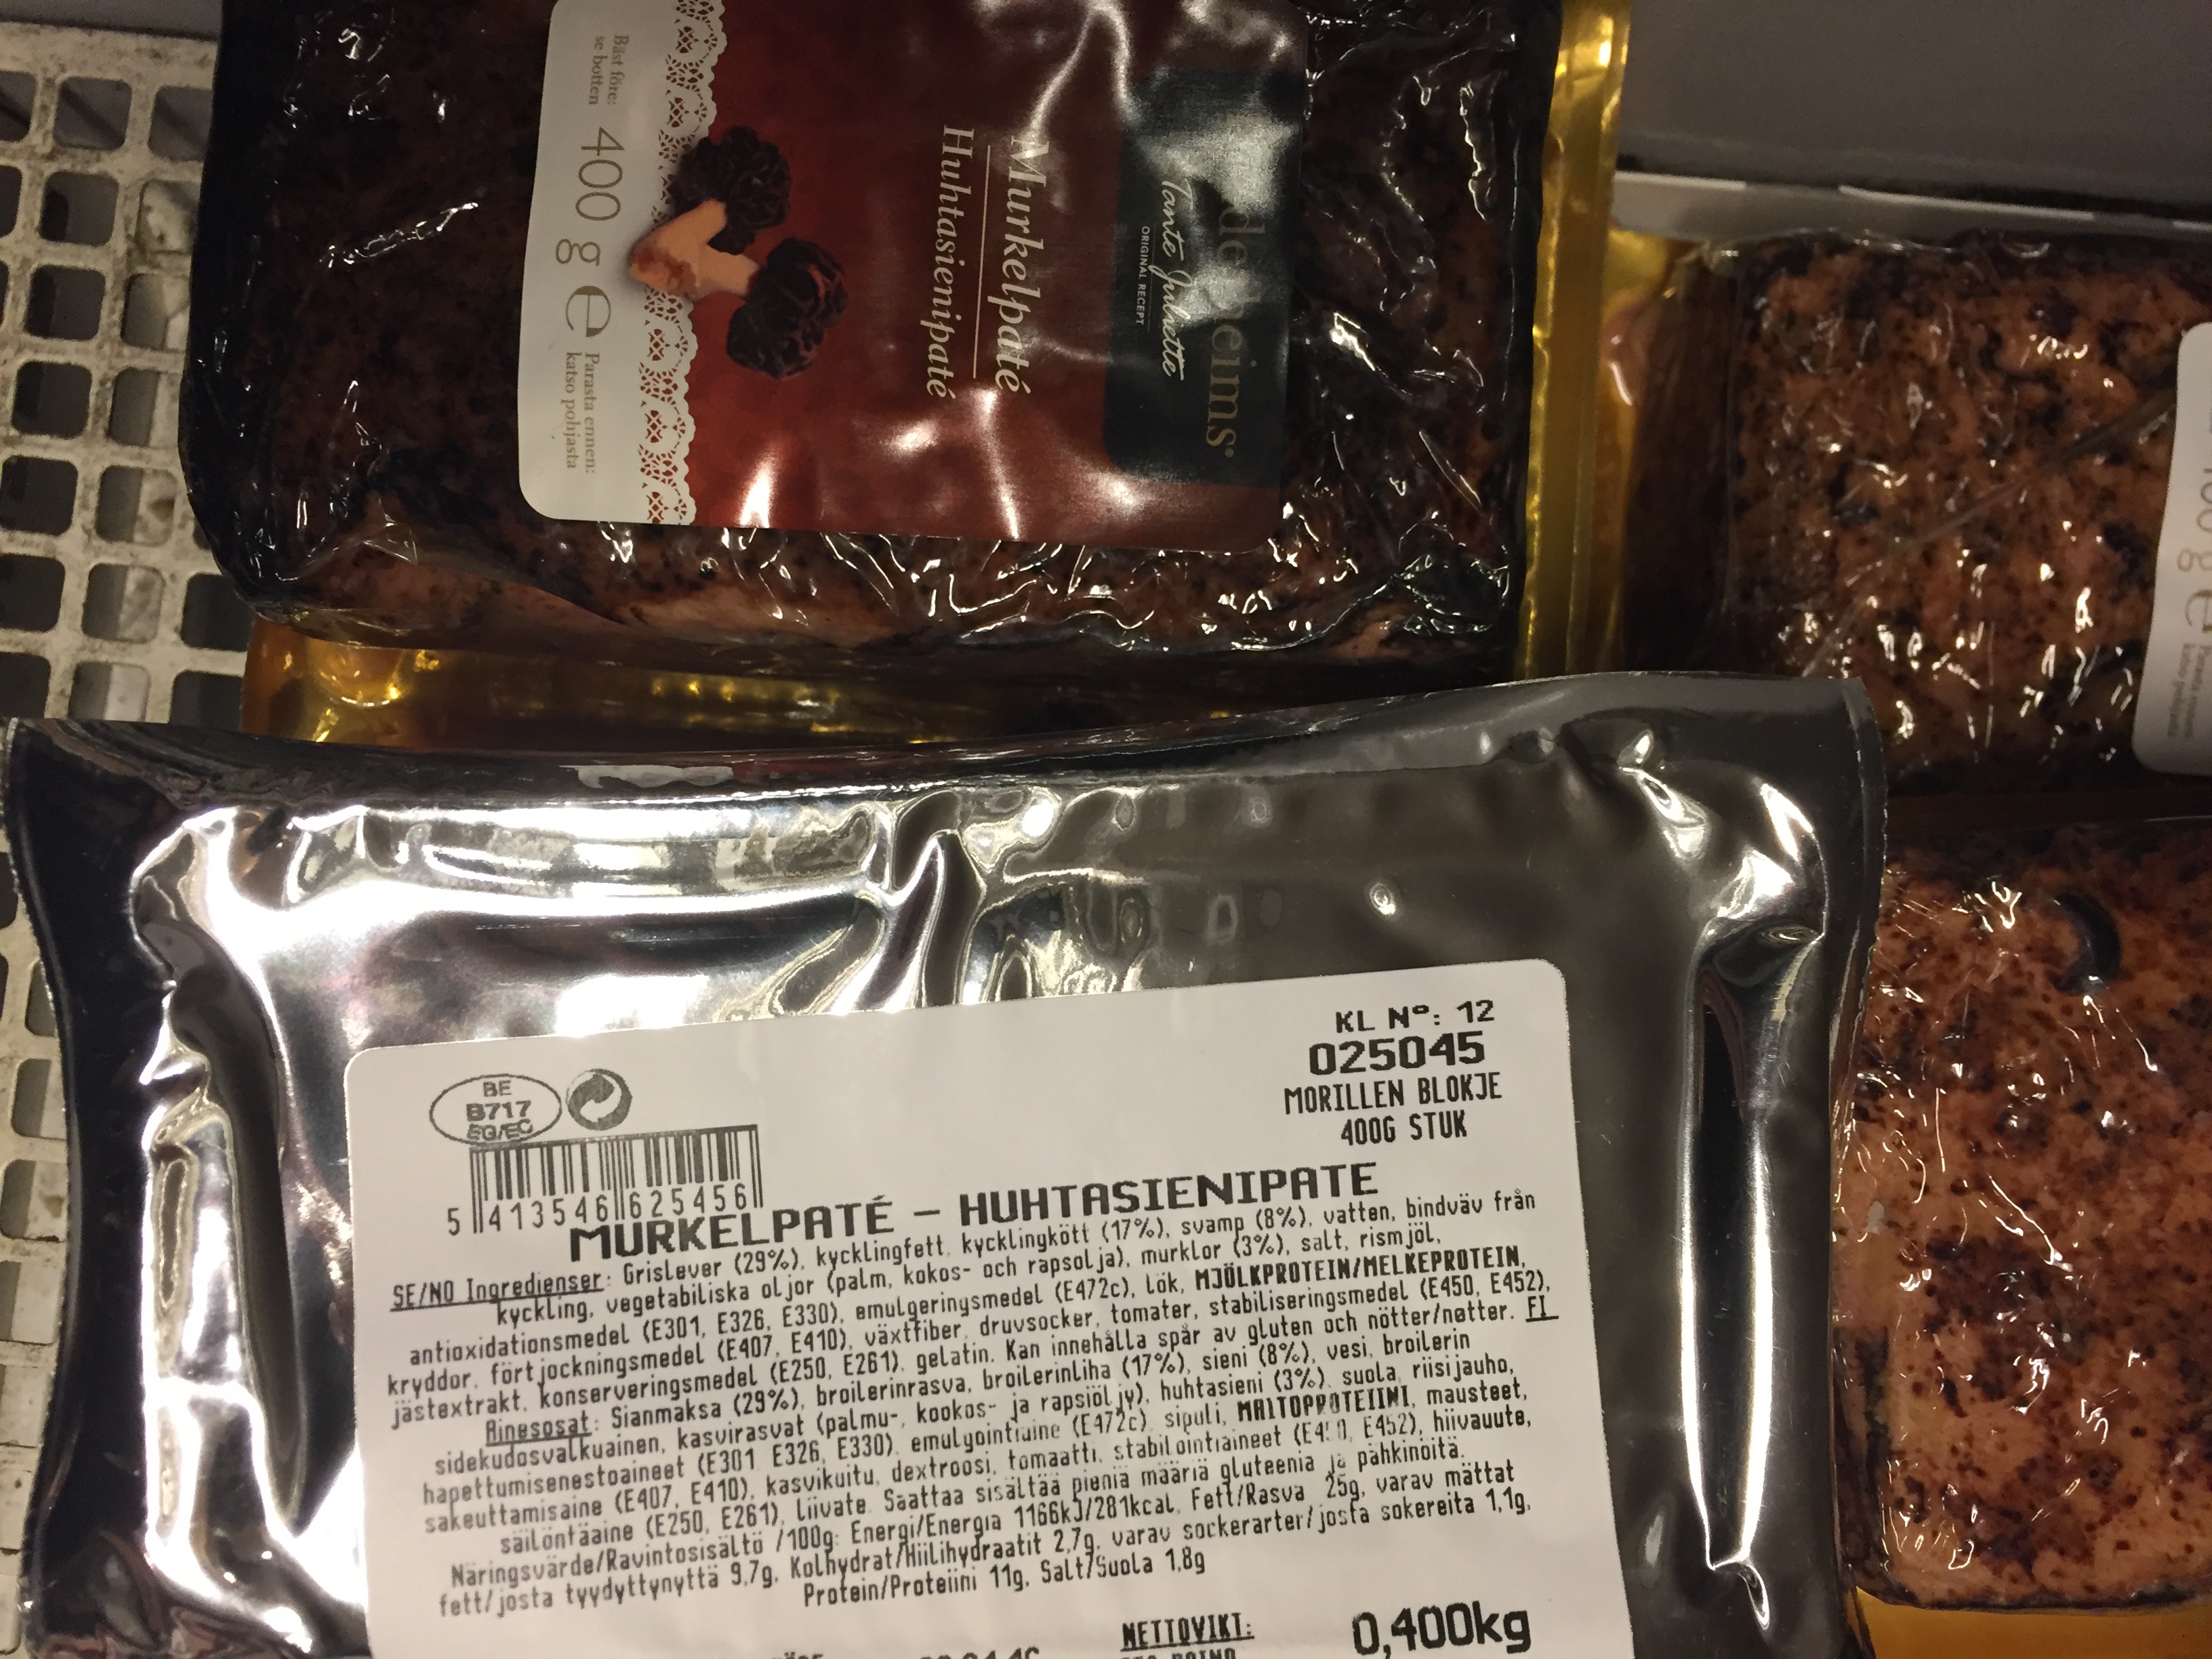 Tante Juliette
ORIGINAL RECEPT
Murkelpaté
Huhtasienipaté
Bäst före:
se botten
400 g e
Parasta ennen:
katso pohjasta
KL Nº: 12
025045
MORILLEN BLOKJE
400G STUK
BE
B717
EG/EC
5 413546 625456
MURKELPATÉ - HUHTASIENIPATE
SE/NO Ingredienser: Grislever (29%), kycklingfett, kycklingkött (17%), svamp (8%), vatten, bindväv från
kyckling, vegetabiliska oljor (palm, kokos- och rapsolja), murklor (3%), salt, rismjöl,
antioxidationsmedel (E301, E326, E330), emulgeringsmedel (E472c), lök, MJÖLKPROTEIN/MELKEPROTEIN,
kryddor, förtjockningsmedel (E407, E410), växtfiber, druvsocker, tomater, stabiliseringsmedel (E450, E452),
jästextrakt, konserveringsmedel (E250, E261), gelatin. Kan innehålla spår av gluten och nötter/nøtter. FI
Ainesosat: Sianmaksa (29%), broilerinrasva, broilerinliha (17%), sieni (8%), vesi, broilerin
sidekudosvalkuainen, kasvirasvat (palmu-, kookos- ja rapsiöljy), huhtasieni (3%), suola, riisijauho,
hapettumisenestoaineet (E301 E326, E330), emulgointiaine (E472c), sipuli, MAITOPROTEIINI, mausteet,
sakeuttamisaine (E407, E410), kasvikuitu, dextroosi, tomaatti, stabilointiaineet (E450, E452), hiivauute,
säilöntäaine (E250, E261), Liivate. Saattaa sisältää pieniä määriä gluteenia ja pähkinöitä.
Näringsvärde/Ravintosisältö /100g: Energi/Energia 1166kJ/281kcal, Fett/Rasva 25g, varav mättat
fett/josta tyydyttynyttä 9,7g, Kolhydrat/Hiilihydraatit 2,7g, varav sockerarter/josta sokereita 1,1g,
Protein/Proteiini 11g, Salt/Suola 1,8g
NETTOVIKT:
0,400kg